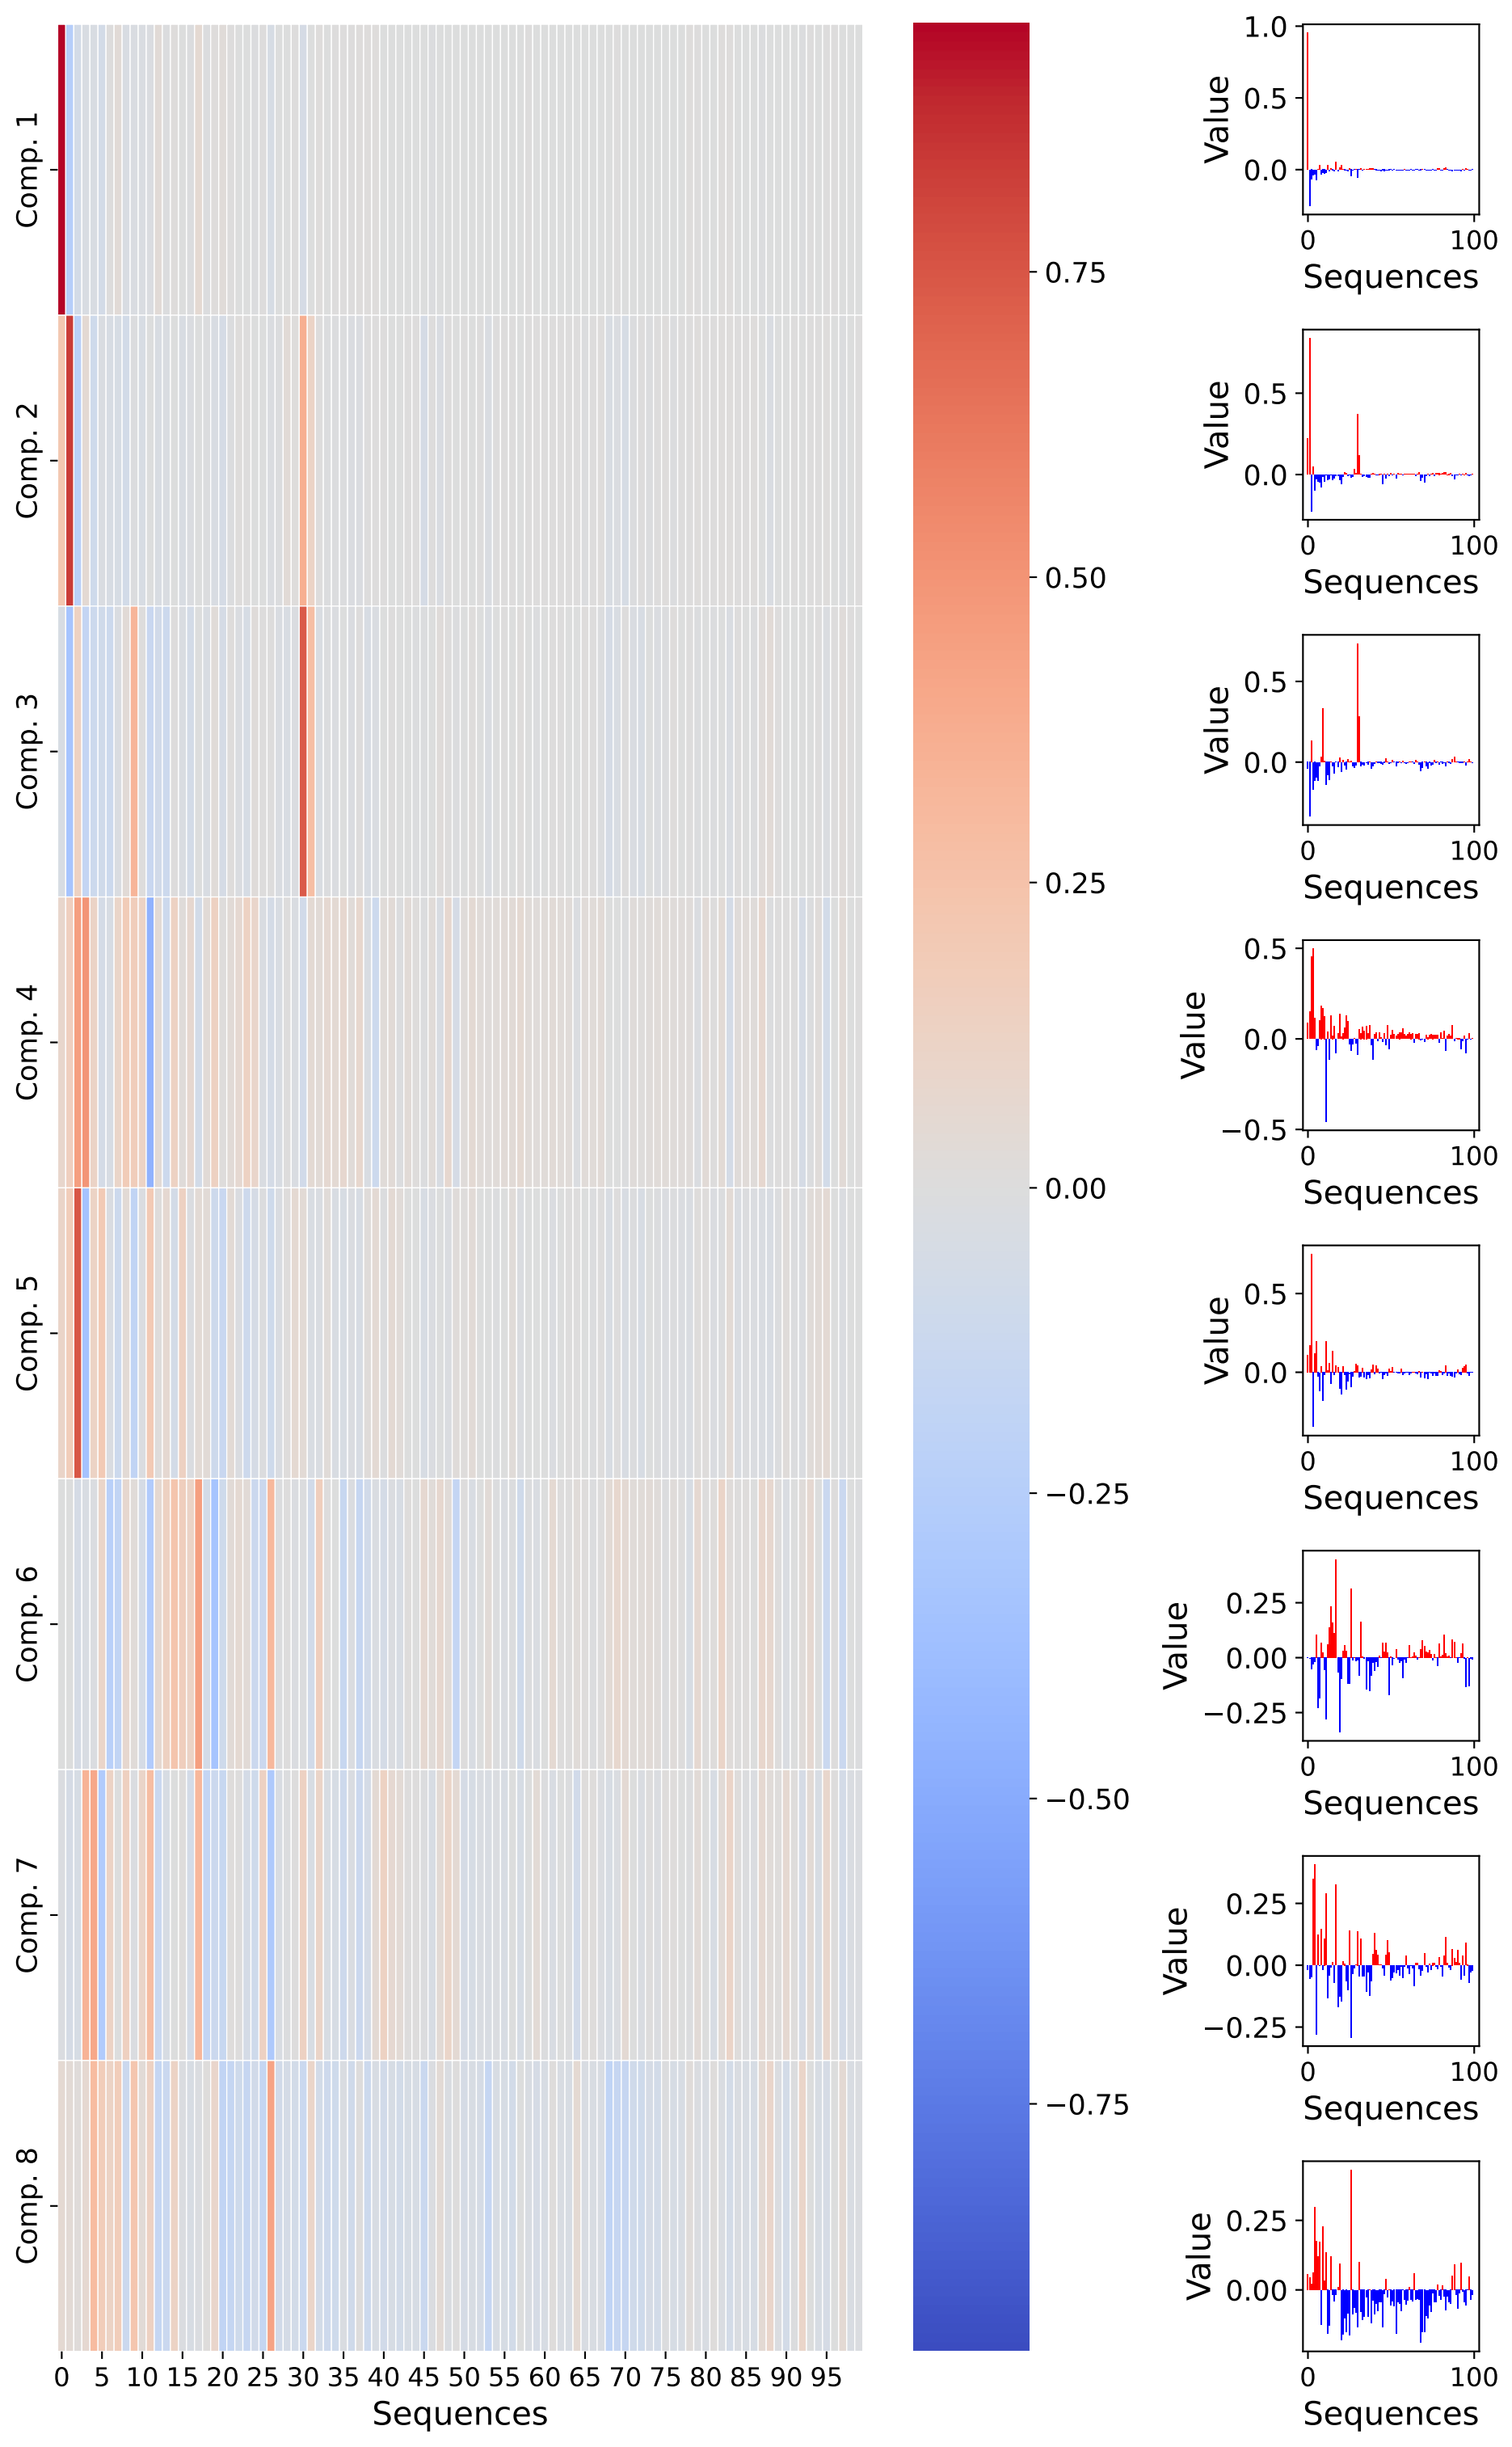 Comp. 1
Comp. 2
Comp. 3
Comp. 4
Comp. 5
Comp. 6
Comp. 7
Comp. 8
0 5 10 15 20 25 30 35 40 45 50 55 60 65 70 75 80 85 90 95
Sequences
0.75
0.50
0.25
0.00
−0.25
−0.50
−0.75
Value
1.0
0.5
0.0
0 100
Sequences
Value
0.5
0.0
0 100
Sequences
Value
0.5
0.0
0 100
Sequences
Value
0.5
0.0
−0.5
0 100
Sequences
Value
0.5
0.0
0 100
Sequences
Value
0.25
0.00
−0.25
0 100
Sequences
Value
0.25
0.00
−0.25
0 100
Sequences
Value
0.25
0.00
0 100
Sequences